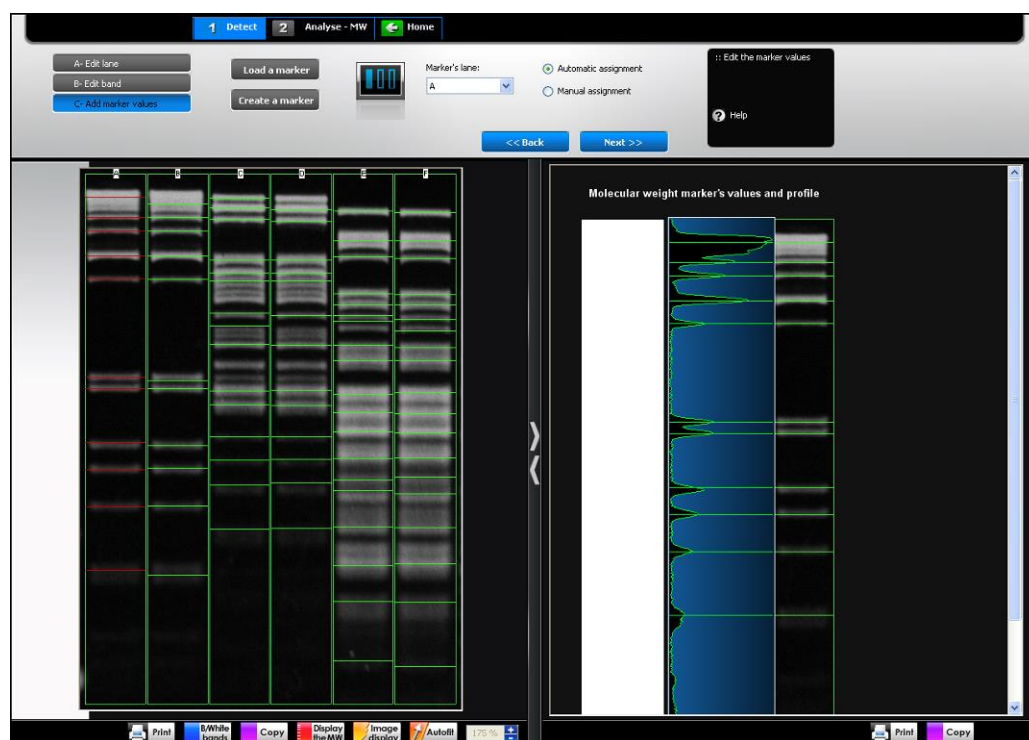 1 Detect 2 Analyse - MW Home
A- Edit lane
B- Edit band
C- Add marker values
Load a marker
Create a marker
Marker's lane:
A
Automatic assignment
Manual assignment
:: Edit the marker values
? Help
<< Back Next >>
A B C D E F
Molecular weight marker's values and profile
Print
B/White
bands
Copy
Display
the MW
Image
display
Autofit
175 %
Print
Copy